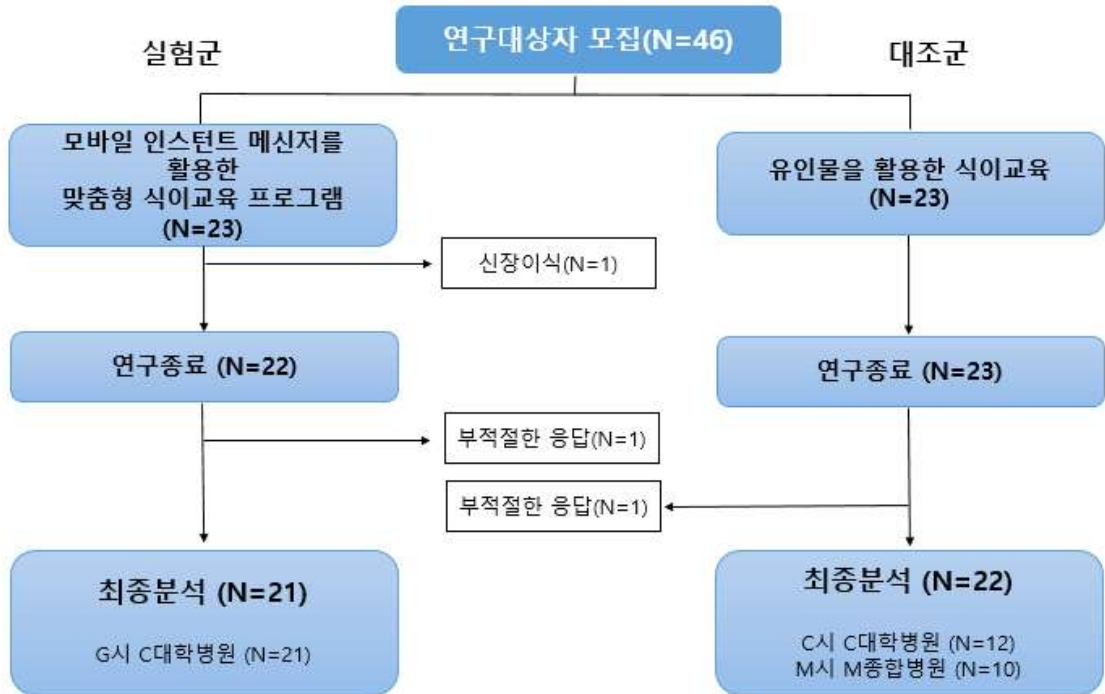 연구대상자 모집(N=46)
실험군
대조군
모바일 인스턴트 메신저를
활용한
맞춤형 식이교육 프로그램
(N=23)
유인물을 활용한 식이교육
(N=23)
신장이식(N=1)
연구종료 (N=22)
연구종료 (N=23)
부적절한 응답(N=1)
부적절한 응답(N=1)
최종분석 (N=21)
G시 C대학병원 (N=21)
최종분석 (N=22)
C시 C대학병원 (N=12)
M시 M종합병원 (N=10)